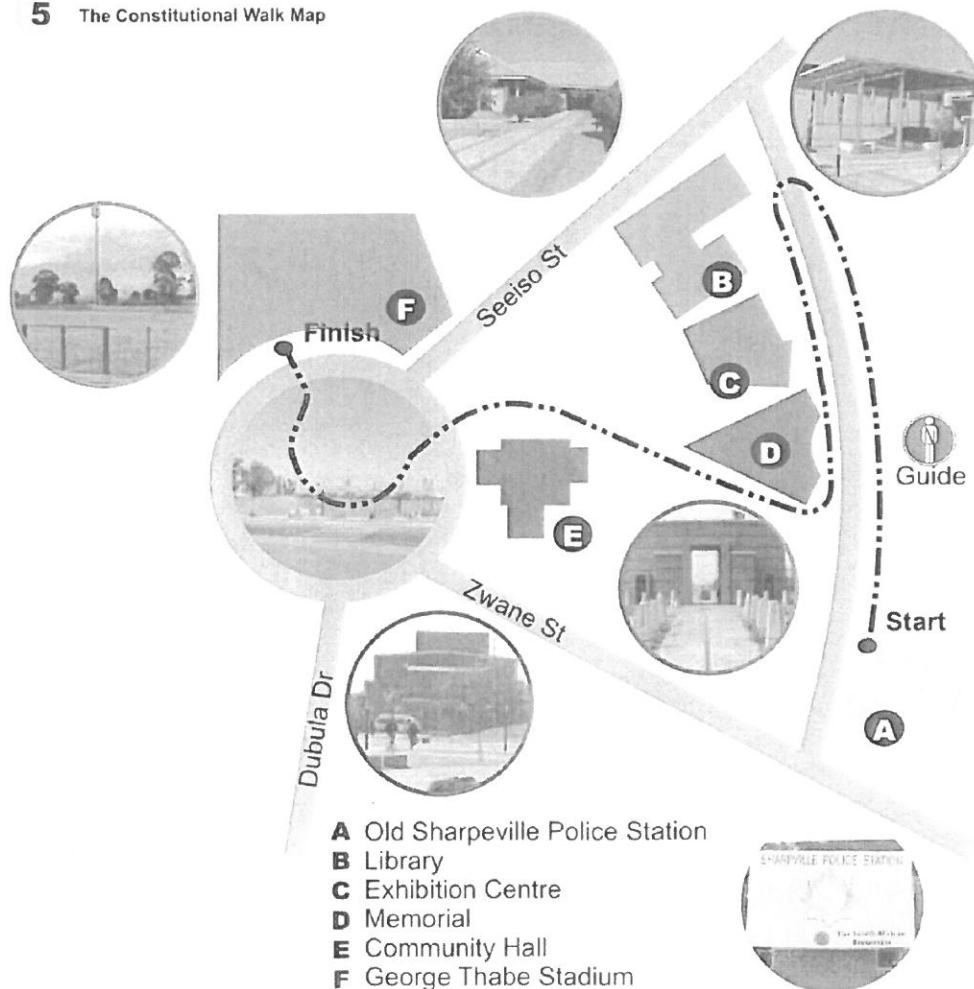 5 The Constitutional Walk Map
Seeiso St
B
F
Finish
C
D
Guide
E
Zwane St
Start
Dubula Dr
A
A Old Sharpeville Police Station
B Library
C Exhibition Centre
D Memorial
E Community Hall
F George Thabe Stadium
SHARPVILLE POLICE STATION